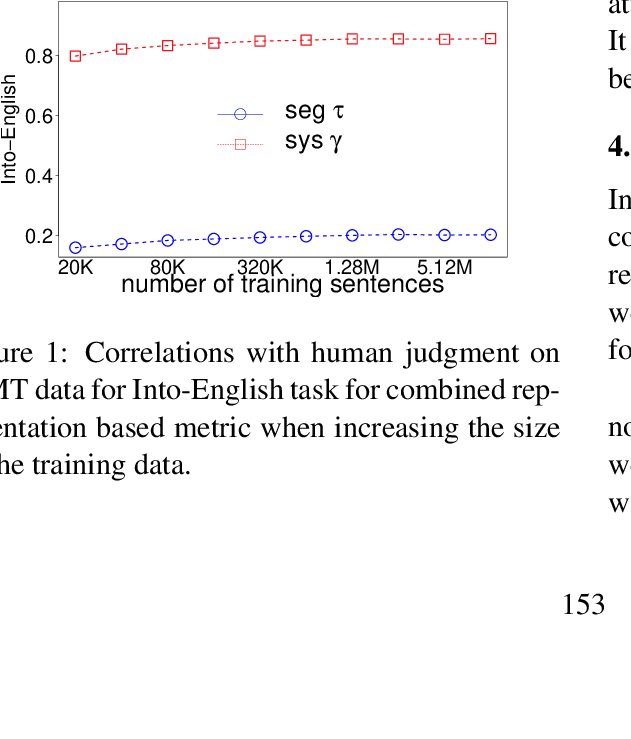 0.8
0.6
0.4
0.2
Into−English
seg τ
sys γ
20K 80K 320K 1.28M 5.12M
number of training sentences
ure 1: Correlations with human judgment on
MT data for Into-English task for combined rep-
entation based metric when increasing the size
he training data.
It
be
4.
In
co
re
we
fo
no
we
w
153